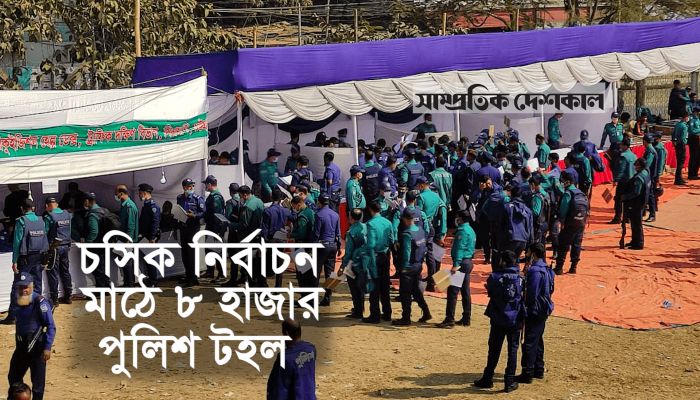 সাম্প্রতিক দেশকাল
চসিক নির্বাচন
মাঠে ৮ হাজার
পুলিশ টহল